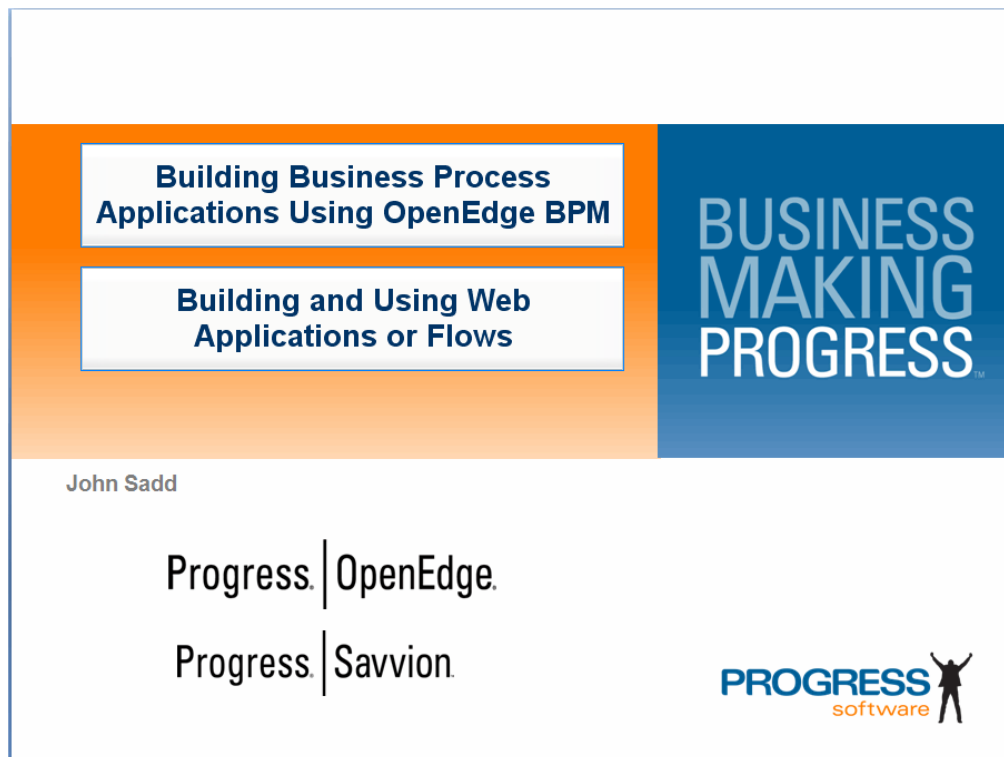 Building Business Process
Applications Using OpenEdge BPM
Building and Using Web
Applications or Flows
BUSINESS
MAKING
PROGRESS™
John Sadd
Progress. | OpenEdge.
Progress. | Savvion.
PROGRESS
software